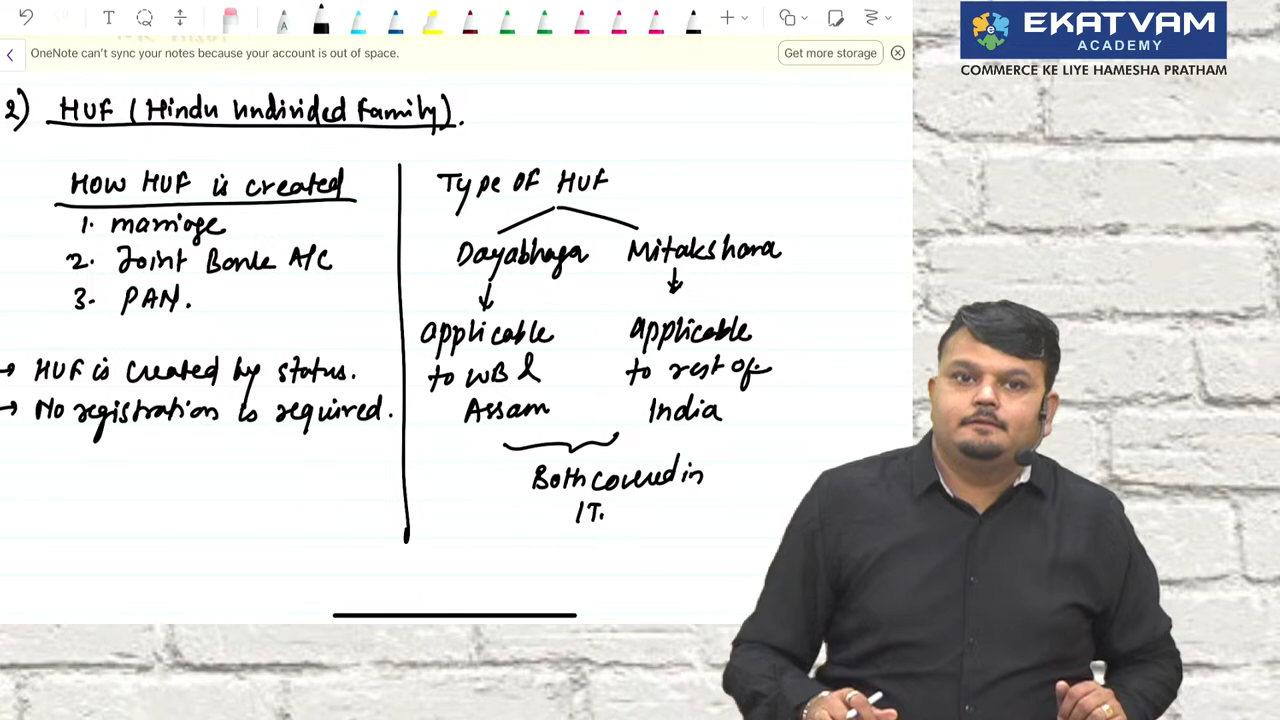 OneNote can't sync your notes because your account is out of space.
Get more storage
EKATVAM
ACADEMY
COMMERCE KE LIYE HAMESHA PRATHAM
2) HUF (Hindu Undivided Family).
How HUF is created
1. marriage
2. Joint Bank A/C
3. PAN.
→ HUF is created by status.
→ No registration is required.
Type OF HUF
Dayabhaga Mitakshara
applicable
to WB &
Assam
Applicable
to rest of
India
Both covered in
IT.